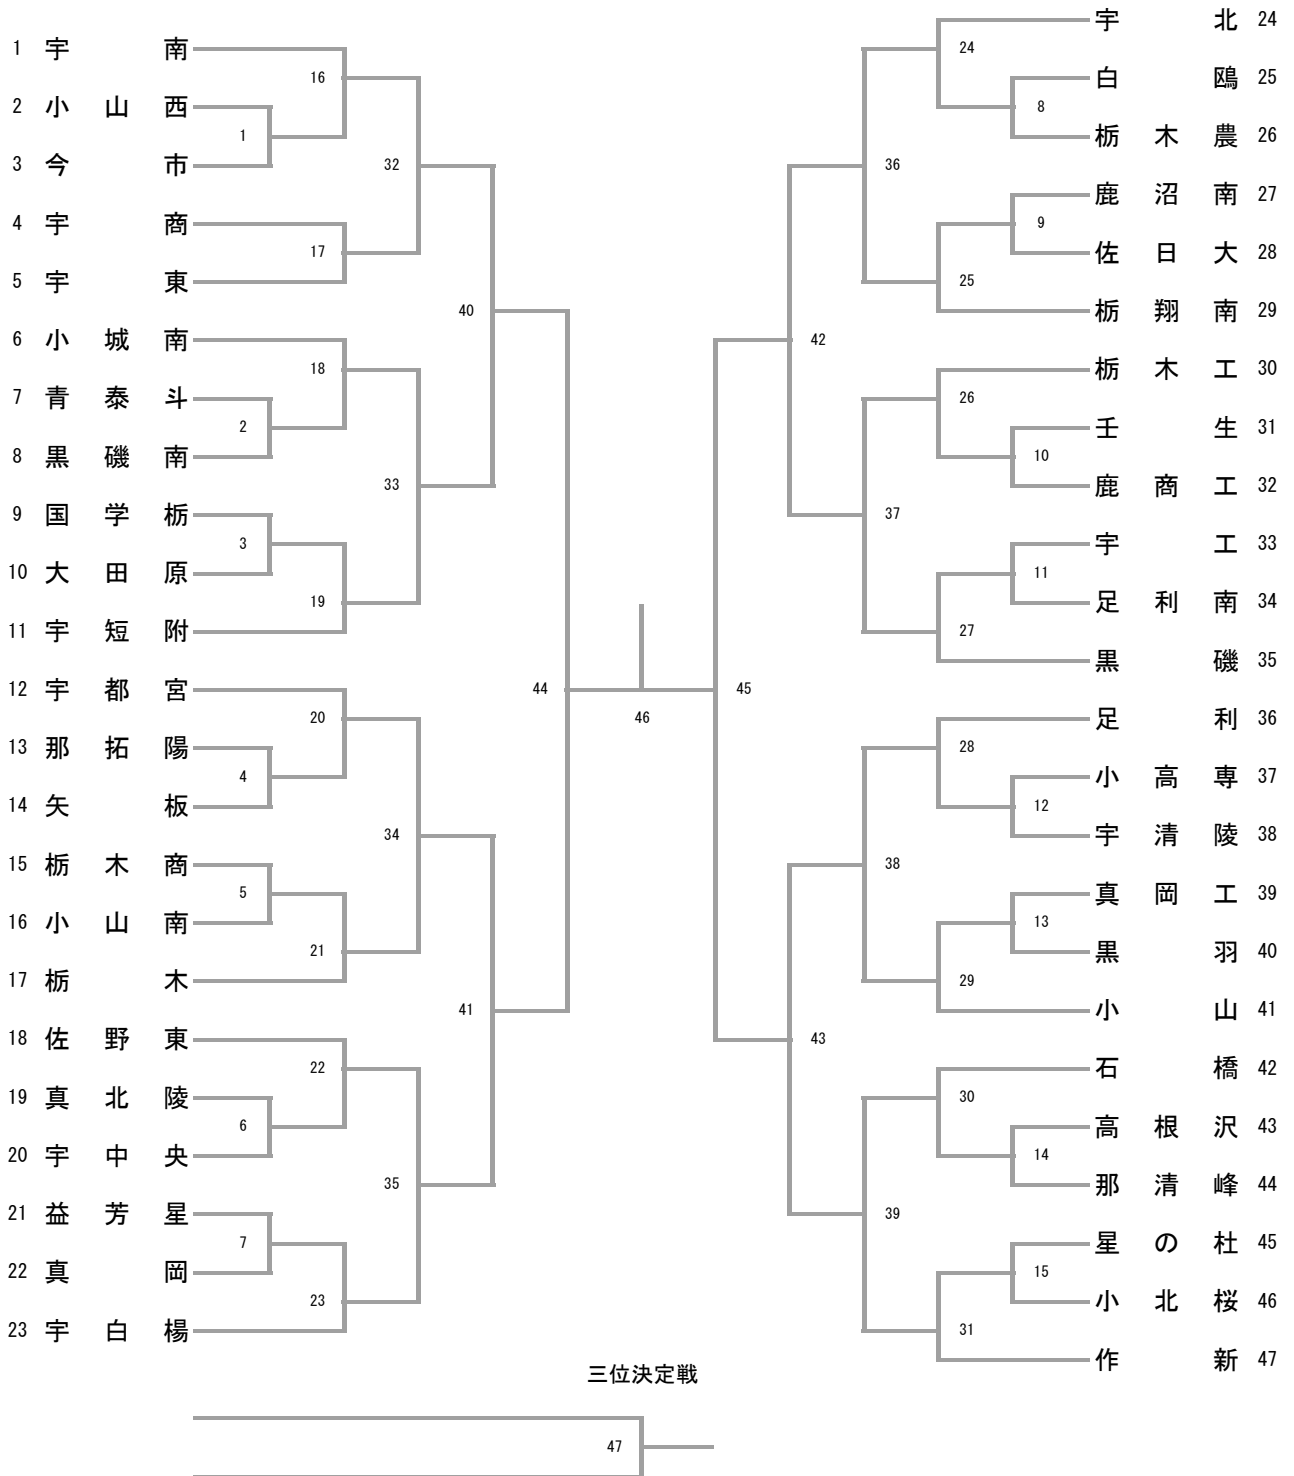 1 宇 南
2 小 山 西
3 今 市
4 宇 商
5 宇 東
6 小 城 南
7 青 泰 斗
8 黒 磯 南
9 国 学 栃
10 大 田 原
11 宇 短 附
12 宇 都 宮
13 那 拓 陽
14 矢 板
15 栃 木 商
16 小 山 南
17 栃 木
18 佐 野 東
19 真 北 陵
20 宇 中 央
21 益 芳 星
22 真 岡
23 宇 白 楊
16
1
32
17
40
18
2
33
3
19
44
20
4
34
5
21
41
22
6
35
7
23
46
45
24
8
36
9
25
42
26
10
37
11
27
28
12
38
13
29
43
30
14
39
15
31
宇 北 24
白 鴎 25
栃 木 農 26
鹿 沼 南 27
佐 日 大 28
栃 翔 南 29
栃 木 工 30
壬 生 31
鹿 商 工 32
宇 工 33
足 利 南 34
黒 磯 35
足 利 36
小 高 専 37
宇 清 陵 38
真 岡 工 39
黒 羽 40
小 山 41
石 橋 42
高 根 沢 43
那 清 峰 44
星 の 杜 45
小 北 桜 46
作 新 47
三位決定戦
47